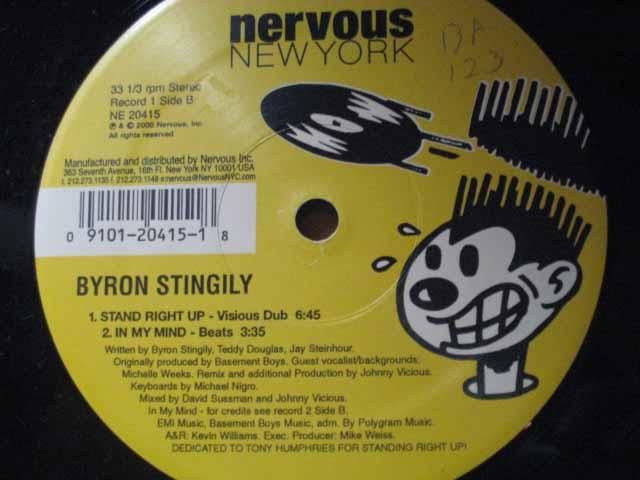 nervous
NEW YORK
DA
123
33 1/3 rpm Stereo
Record 1 Side B
NE 20415
℗ & © 2000 Nervous, Inc.
All rights reserved
Manufactured and distributed by Nervous Inc.
363 Seventh Avenue, 16th Fl. New York NY 10001 USA
t. 212.273.1135 f. 212.273.1149 e:nervous@NervousNYC.com
0 9101-20415-1 8
BYRON STINGILY
1. STAND RIGHT UP - Visious Dub 6:45
2. IN MY MIND - Beats 3:35
Written by Byron Stingily, Teddy Douglas, Jay Steinhour.
Originally produced by Basement Boys. Guest vocalist/backgrounds:
Michelle Weeks. Remix and additional Production by Johnny Vicious.
Keyboards by Michael Nigro.
Mixed by David Sussman and Johnny Vicious.
In My Mind - for credits see record 2 Side B.
EMI Music, Basement Boys Music, adm. By Polygram Music.
A&R: Kevin Williams. Exec. Producer: Mike Weiss.
DEDICATED TO TONY HUMPHRIES FOR STANDING RIGHT UP!